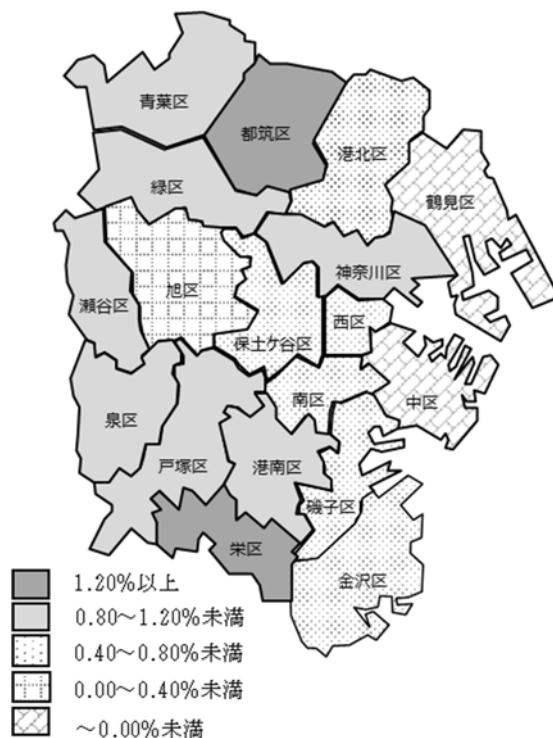 青葉区
都筑区
港北区
緑区
鶴見区
神奈川区
旭区
瀬谷区
西区
保土ケ谷区
南区
中区
泉区
戸塚区
港南区
磯子区
栄区
金沢区
1.20%以上
0.80～1.20%未満
0.40～0.80%未満
0.00～0.40%未満
～0.00%未満